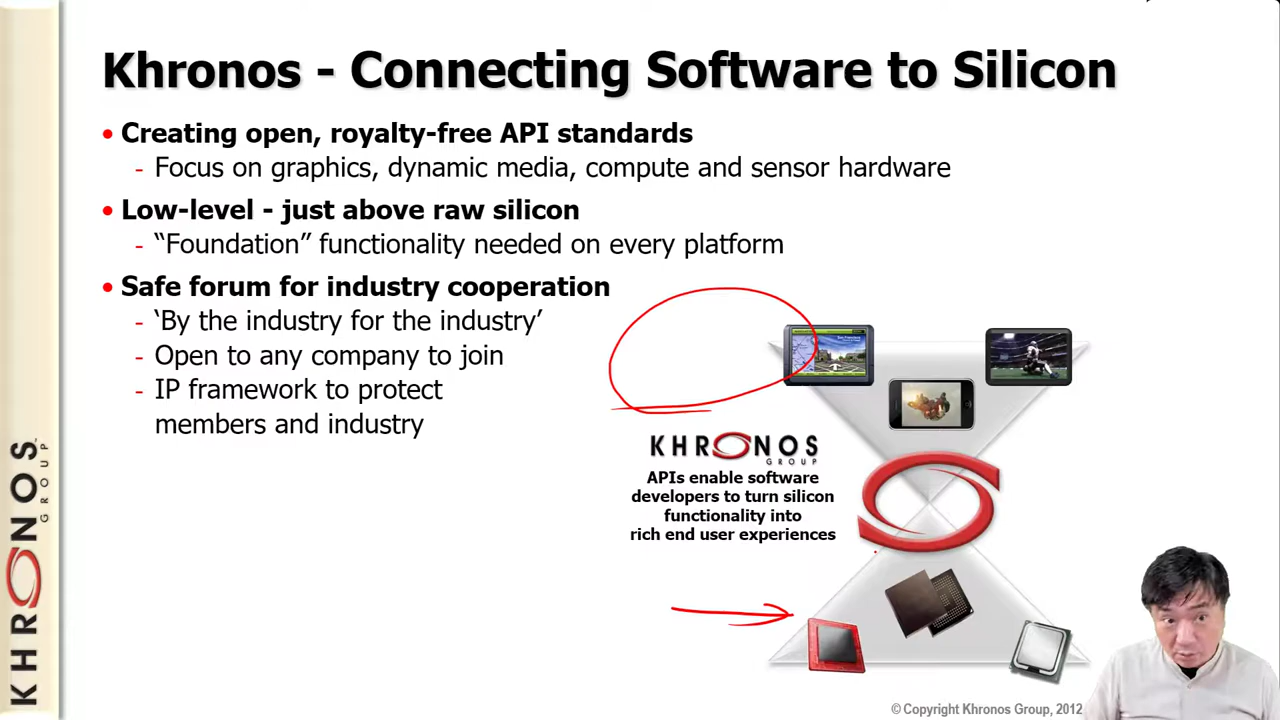 Khronos - Connecting Software to Silicon
• Creating open, royalty-free API standards
- Focus on graphics, dynamic media, compute and sensor hardware
• Low-level - just above raw silicon
- “Foundation” functionality needed on every platform
• Safe forum for industry cooperation
- ‘By the industry for the industry’
- Open to any company to join
- IP framework to protect
members and industry
KHRONOS
GROUP
APIs enable software
developers to turn silicon
functionality into
rich end user experiences
KHRONOS
GROUP
© Copyright Khronos Group, 2012